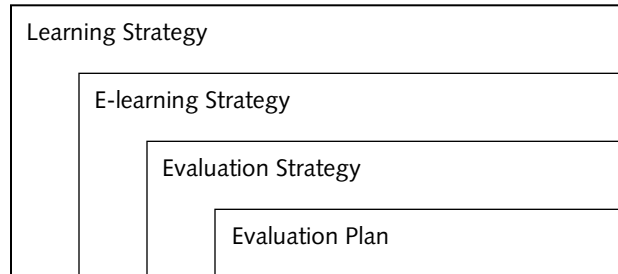 Learning Strategy
E-learning Strategy
Evaluation Strategy
Evaluation Plan